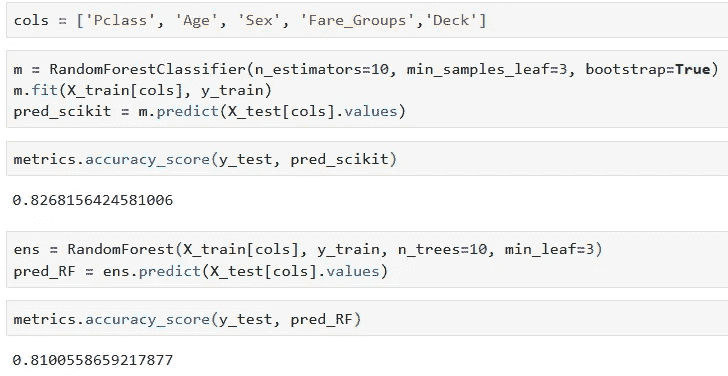 cols = ['Pclass', 'Age', 'Sex', 'Fare_Groups','Deck']
m = RandomForestClassifier(n_estimators=10, min_samples_leaf=3, bootstrap=True)
m.fit(X_train[cols], y_train)
pred_scikit = m.predict(X_test[cols].values)
metrics.accuracy_score(y_test, pred_scikit)
0.8268156424581006
ens = RandomForest(X_train[cols], y_train, n_trees=10, min_leaf=3)
pred_RF = ens.predict(X_test[cols].values)
metrics.accuracy_score(y_test, pred_RF)
0.8100558659217877